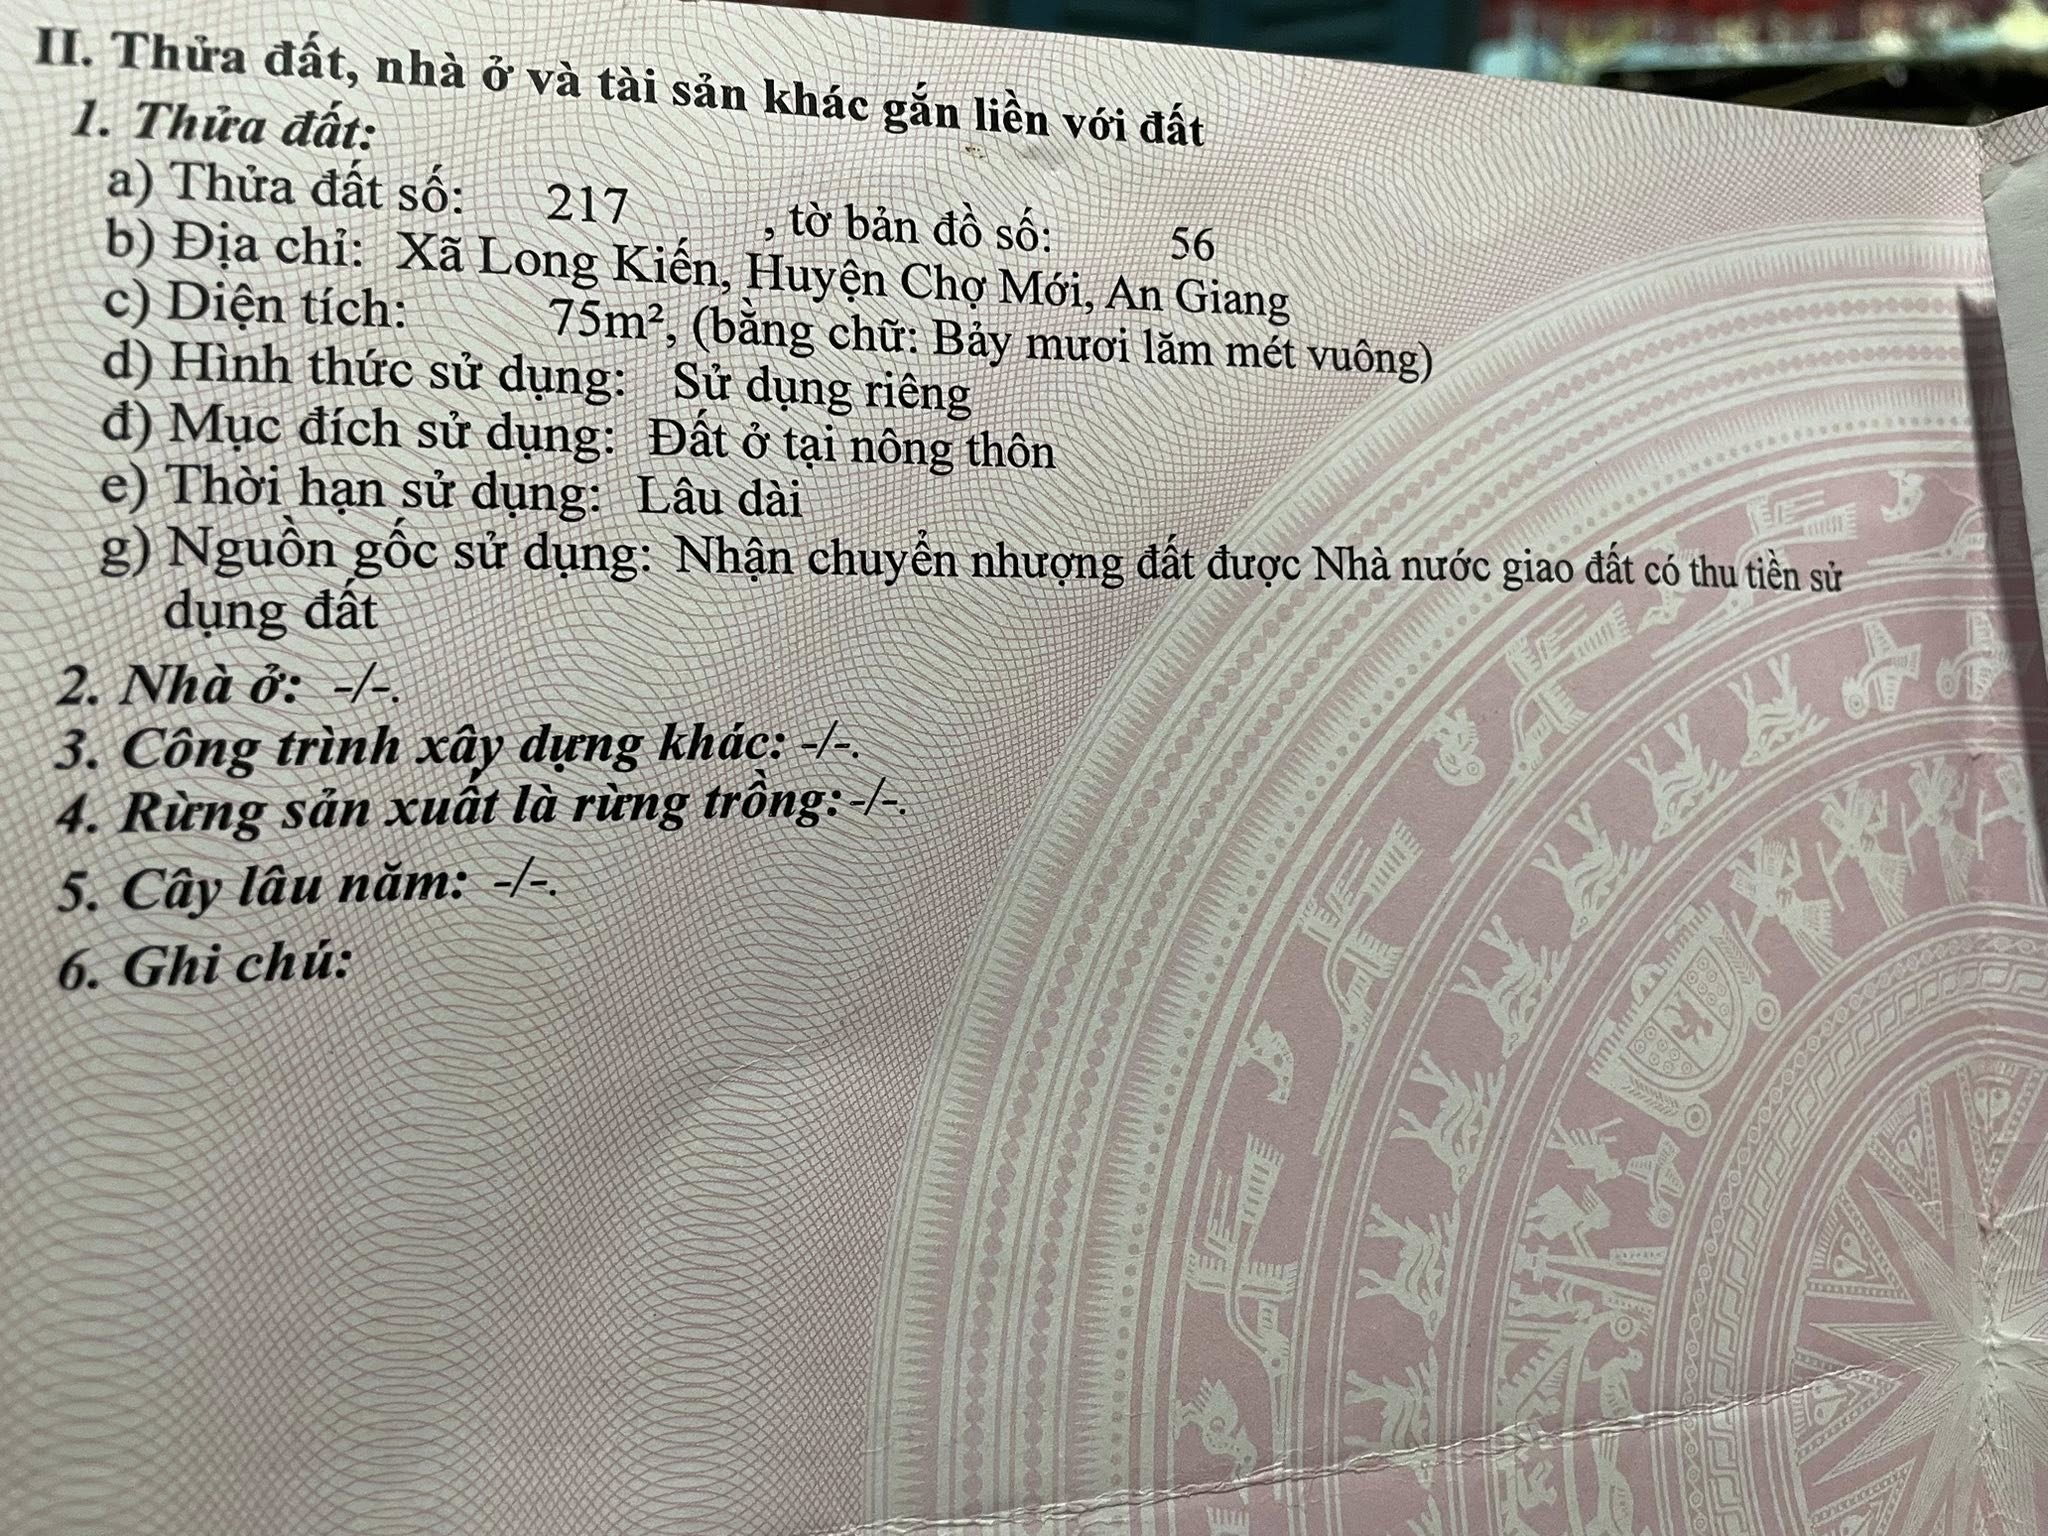 II. Thửa đất, nhà ở và tài sản khác gắn liền với đất
1. Thửa đất:
a) Thửa đất số: 217 , tờ bản đồ số: 56
b) Địa chỉ: Xã Long Kiến, Huyện Chợ Mới, An Giang
c) Diện tích: 75m², (bằng chữ: Bảy mươi lăm mét vuông)
d) Hình thức sử dụng: Sử dụng riêng
đ) Mục đích sử dụng: Đất ở tại nông thôn
e) Thời hạn sử dụng: Lâu dài
g) Nguồn gốc sử dụng: Nhận chuyển nhượng đất được Nhà nước giao đất có thu tiền sử
dụng đất
2. Nhà ở: -/-.
3. Công trình xây dựng khác: -/-.
4. Rừng sản xuất là rừng trồng: -/-.
5. Cây lâu năm: -/-.
6. Ghi chú: